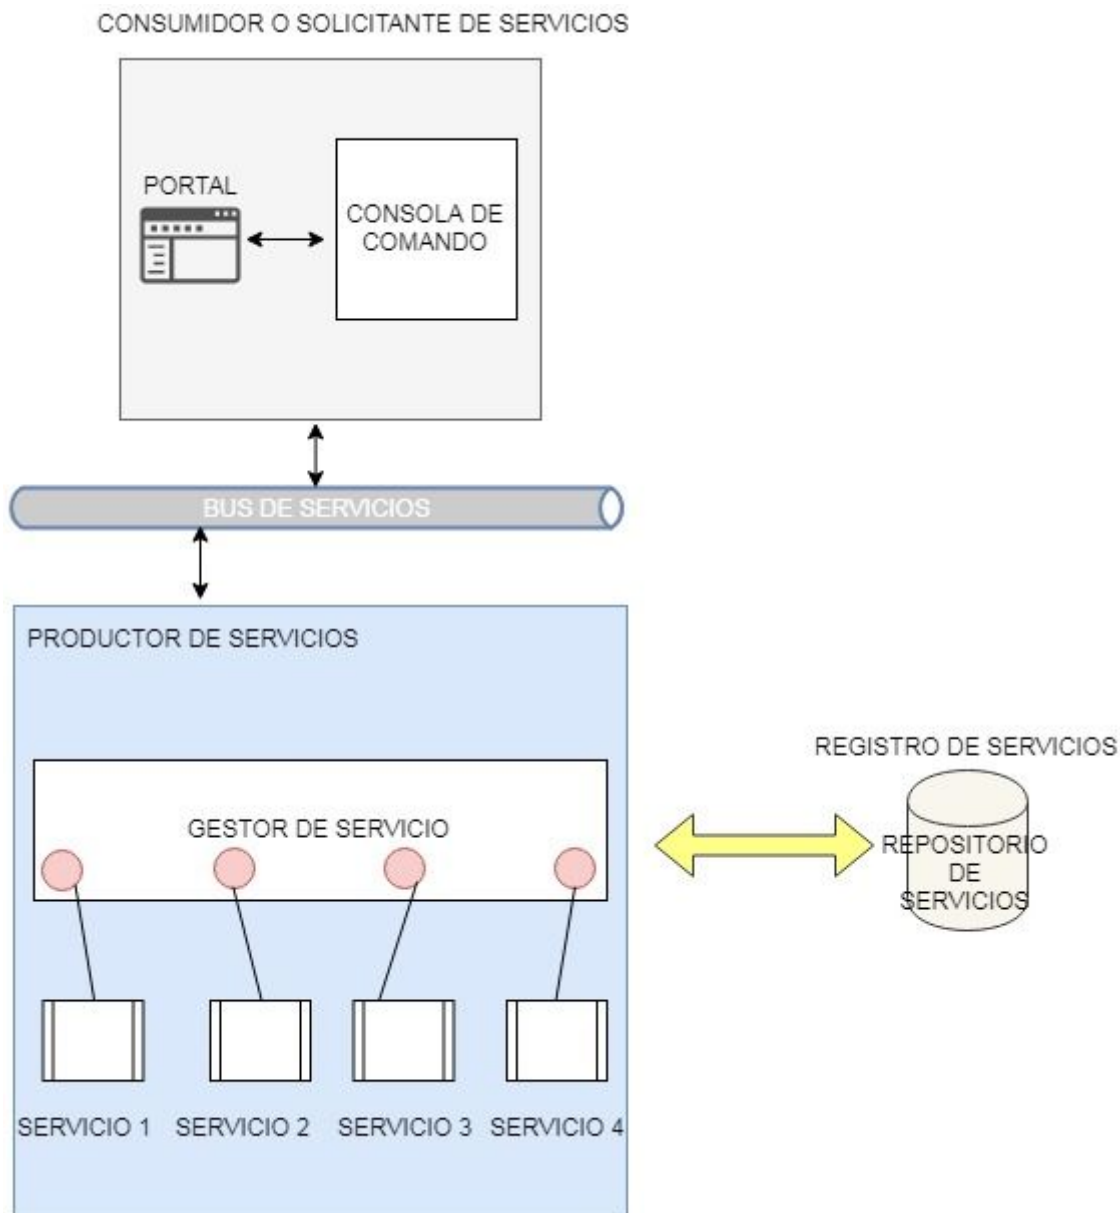 CONSUMIDOR O SOLICITANTE DE SERVICIOS
PORTAL
CONSOLA DE
COMANDO
BUS DE SERVICIOS
PRODUCTOR DE SERVICIOS
GESTOR DE SERVICIO
REGISTRO DE SERVICIOS
REPOSITORIO
DE
SERVICIOS
SERVICIO 1
SERVICIO 2
SERVICIO 3
SERVICIO 4